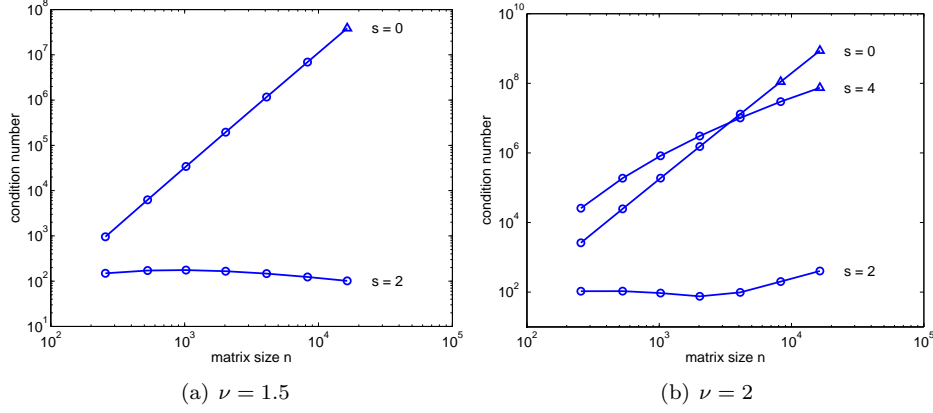 10^8
10^7
10^6
10^5
10^4
10^3
10^2
10^1
condition number
10^2
10^3
10^4
10^5
matrix size n
s = 0
s = 2
(a) ν = 1.5
10^10
10^8
10^6
10^4
10^2
condition number
10^2
10^3
10^4
10^5
matrix size n
s = 0
s = 4
s = 2
(b) ν = 2